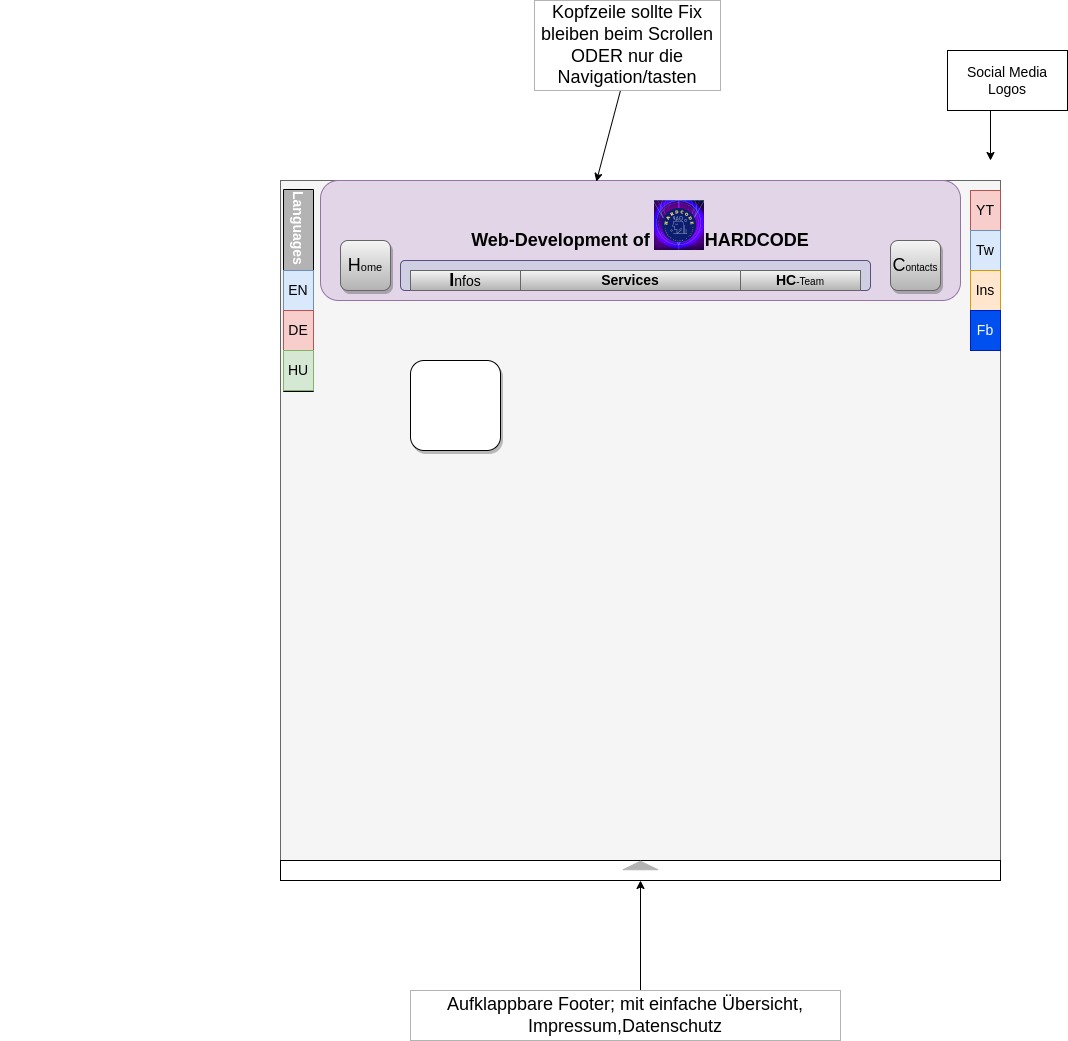 Kopfzeile sollte Fix
bleiben beim Scrollen
ODER nur die
Navigation/tasten
Social Media
Logos
Languages
EN
DE
HU
Web-Development of HARDCODE
HARDCODE
Home
Infos
Services
HC-Team
Contacts
YT
Tw
Ins
Fb
Aufklappbare Footer; mit einfache Übersicht,
Impressum,Datenschutz